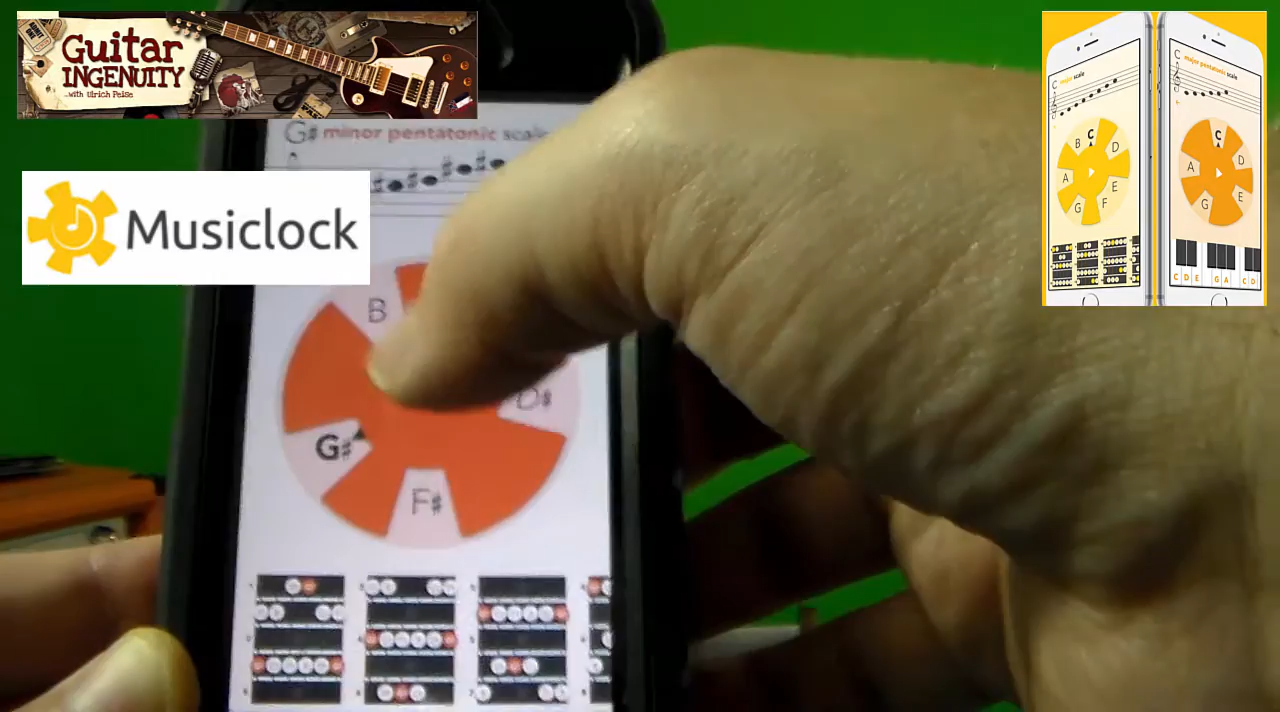 Guitar
INGENUITY
...with Ulrich Peise
Musiclock
G# minor pentatonic scale
B
D#
G#
F#
C major scale
C
B
D
A
E
G
F
C major pentatonic scale
C
A
D
G
E
C D E G A C D